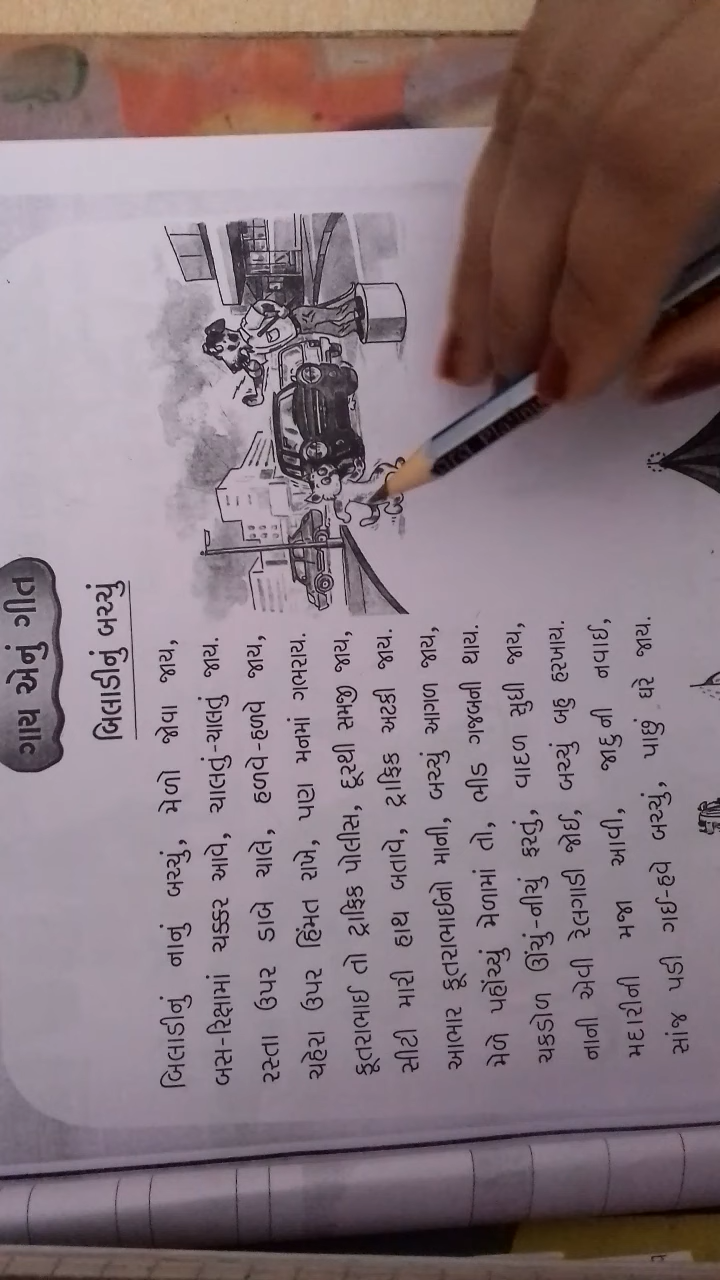 ગાય એનું ગીત
બિલાડીનું બચ્ચું
બિલાડીનું નાનું બચ્ચું, મેળો જોવા જાય,
બસ-રિક્ષામાં ચક્કર આવે, ચાલતું-ચાલતું જાય.
રસ્તા ઉપર ડાબે ચાલે, હળવે-હળવે જાય,
ચહેરા ઉપર હિંમત રાખે, પણ મનમાં ગભરાય.
કૂતરાભાઈ તો ટ્રાફિક પોલીસ, દૂરથી સમજી જાય,
સીટી મારી હાથ બતાવે, ટ્રાફિક અટકી જાય.
આભાર કૂતરાભાઈનો માની, બચ્ચું આગળ જાય,
મેળે પહોંચ્યું મેળામાં તો, ભીડ ગજબની થાય.
ચકડોળ ઊંચું-નીચું ફરતું, વાદળ સુધી જાય,
નાની એવી રેલગાડી જોઈ, બચ્ચું બહુ હરખાય.
મદારીની મજા આવી, જાદુની નવાઈ,
સાંજ પડી ગઈ-હરખ બચ્ચું, પાછું ઘરે જાય.